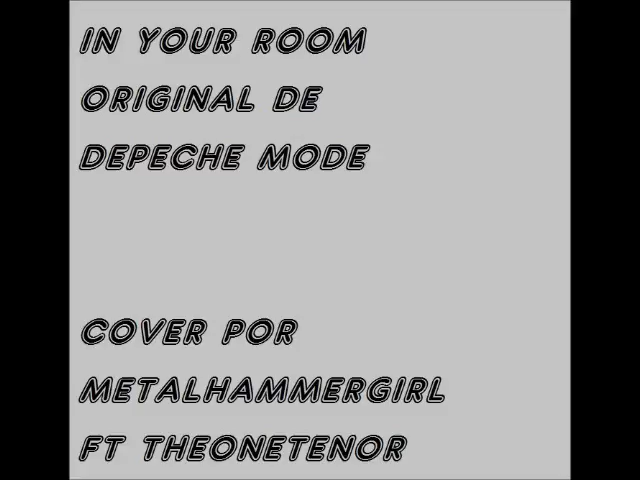 IN YOUR ROOM
ORIGINAL DE
DEPECHE MODE
COVER POR
METALHAMMERGIRL
FT THEONETENOR